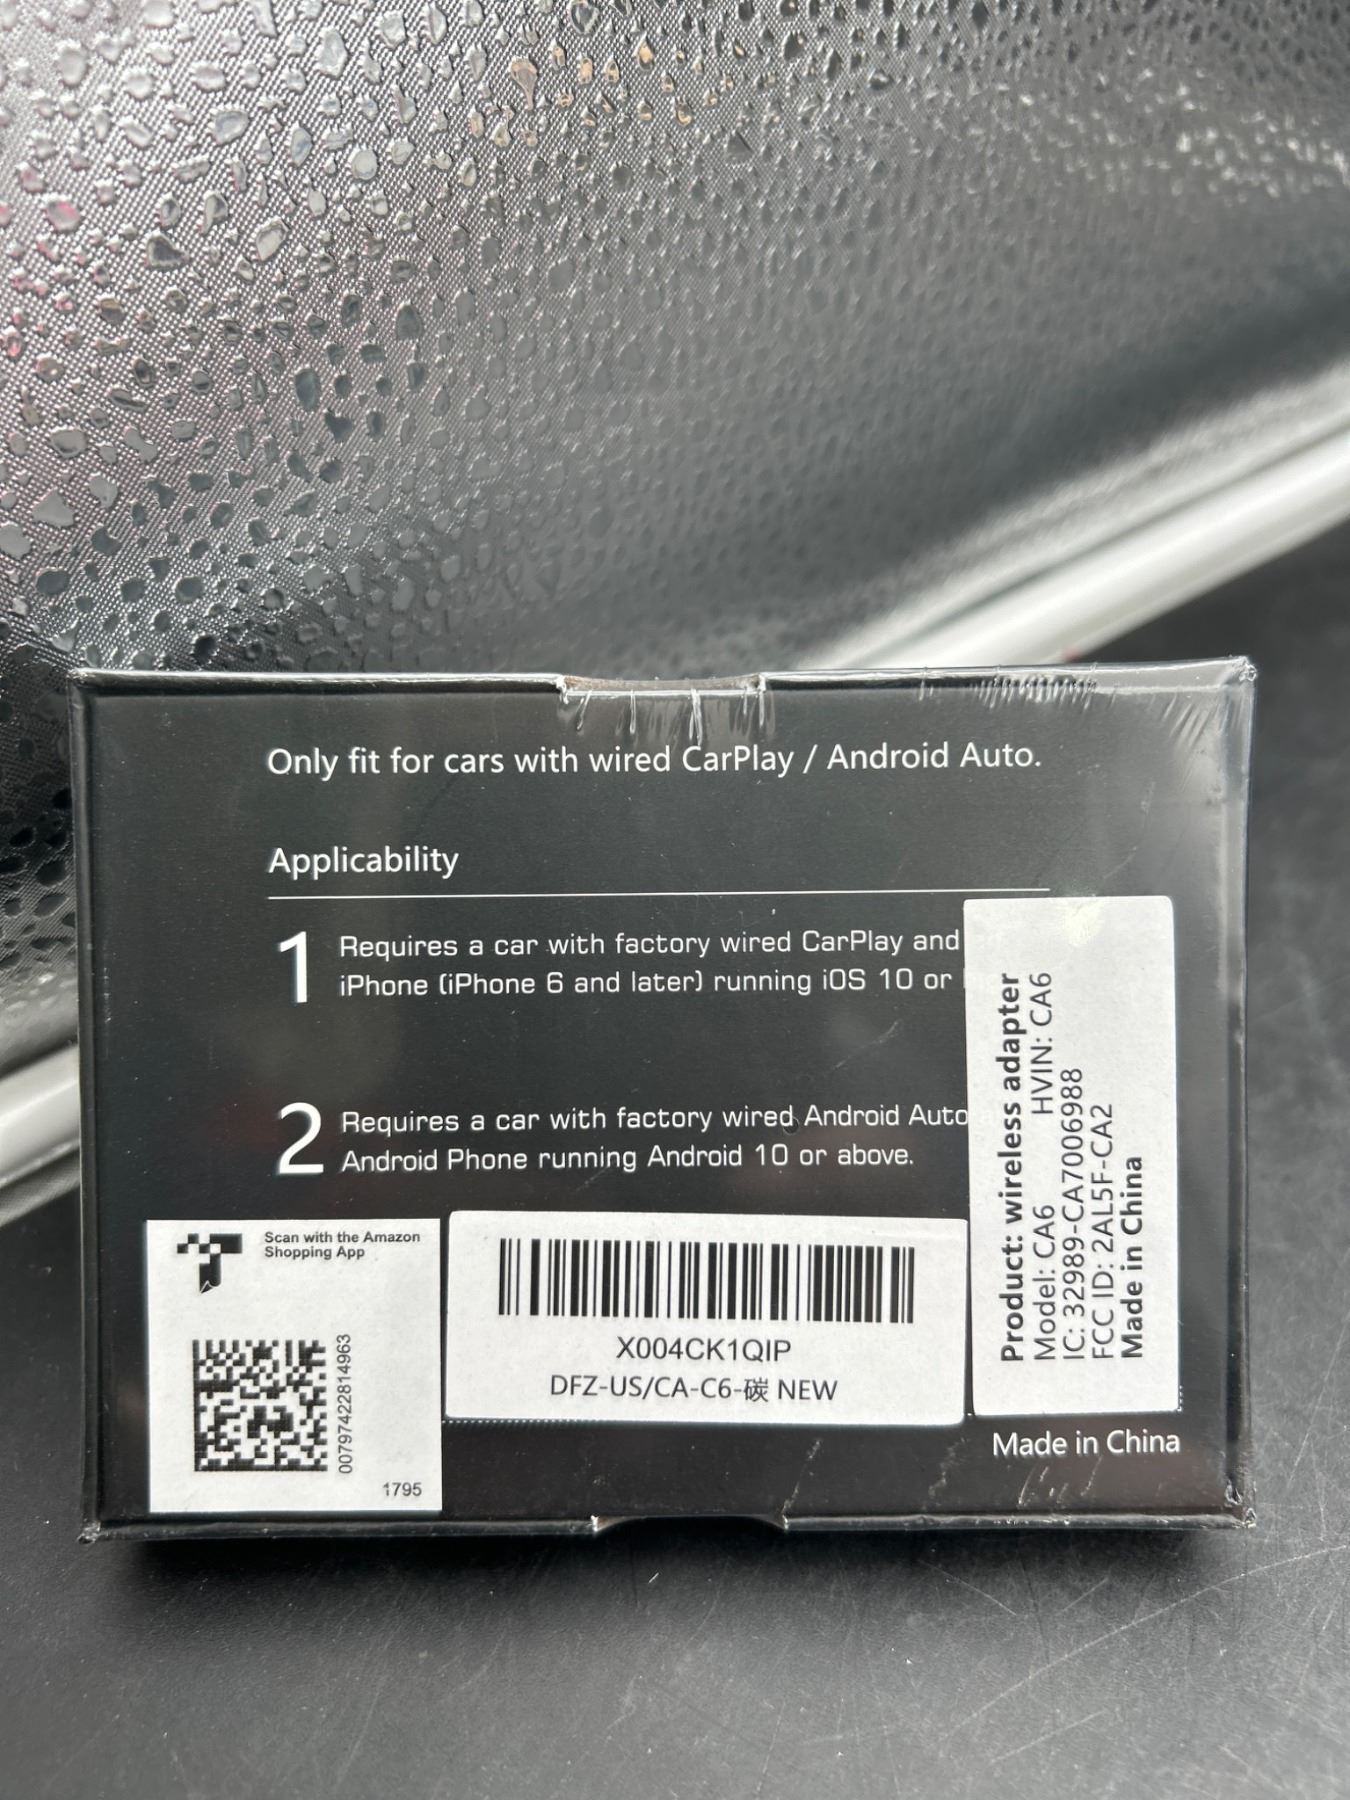 Only fit for cars with wired CarPlay / Android Auto.
Applicability
1 Requires a car with factory wired CarPlay and
iPhone (iPhone 6 and later) running iOS 10 or
2 Requires a car with factory wired Android Auto
Android Phone running Android 10 or above.
Scan with the Amazon
Shopping App
00797422814963
1795
X004CK1QIP
DFZ-US/CA-C6-碳 NEW
Product: wireless adapter
Model: CA6 HVIN: CA6
IC: 32989-CA7006988
FCC ID: 2AL5F-CA2
Made in China
Made in China